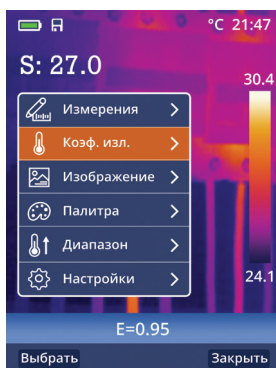 °C 21:47
S: 27.0
30.4
Измерения
Коэф. изл.
Изображение
Палитра
Диапазон
Настройки
24.1
E=0.95
Выбрать Закрыть